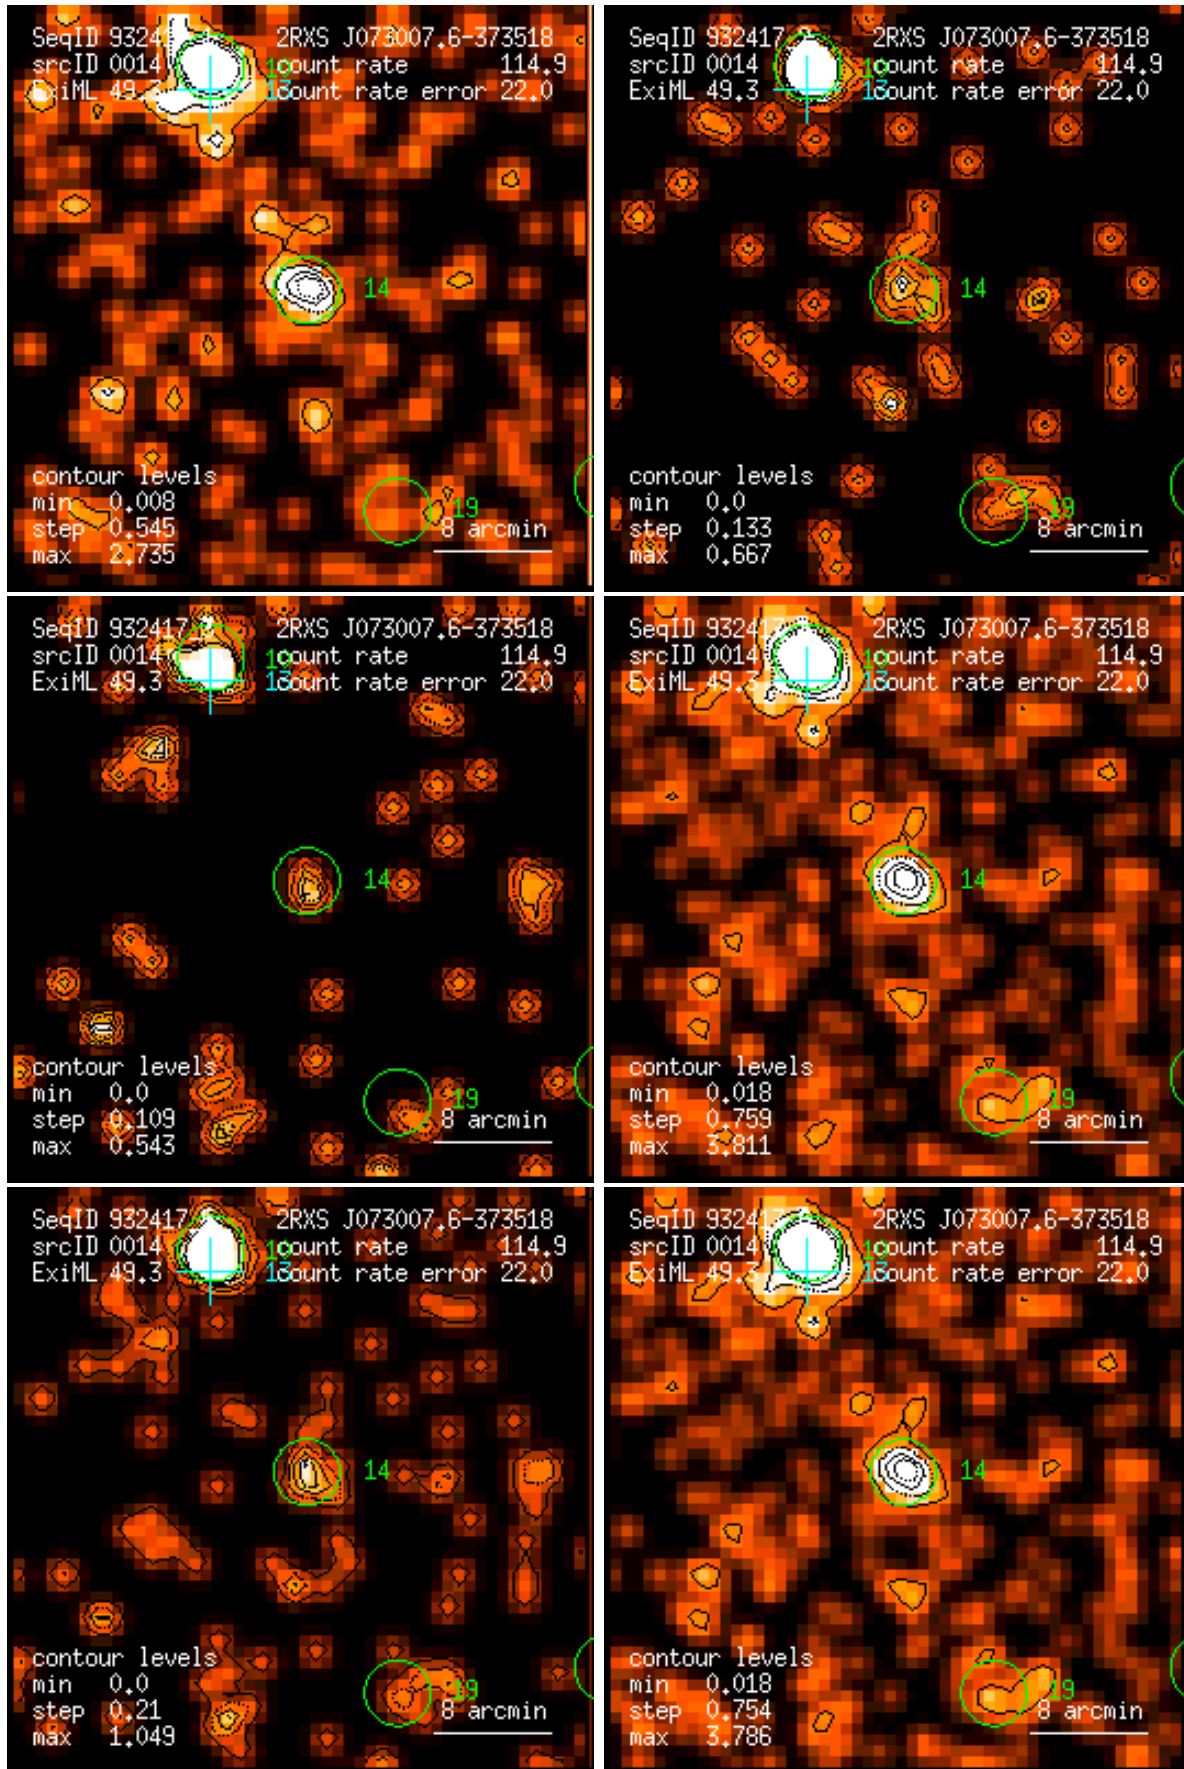 SeqID 932417 2RXS J073007.6-373518
srcID 0014 count rate 114.9
ExiML 49.3 13 count rate error 22.0
14
contour levels
min 0.008
step 0.545 19
max 2.735 8 arcmin
SeqID 932417 2RXS J073007.6-373518
srcID 0014 count rate 114.9
ExiML 49.3 13 count rate error 22.0
14
contour levels
min 0.0
step 0.133 19
max 0.667 8 arcmin
SeqID 932417 2RXS J073007.6-373518
srcID 0014 count rate 114.9
ExiML 49.3 13 count rate error 22.0
14
contour levels
min 0.0
step 0.109 19
max 0.543 8 arcmin
SeqID 932417 2RXS J073007.6-373518
srcID 0014 count rate 114.9
ExiML 49.3 13 count rate error 22.0
14
contour levels
min 0.018
step 0.759 19
max 3.811 8 arcmin
SeqID 932417 2RXS J073007.6-373518
srcID 0014 count rate 114.9
ExiML 49.3 13 count rate error 22.0
14
contour levels
min 0.0
step 0.21 19
max 1.049 8 arcmin
SeqID 932417 2RXS J073007.6-373518
srcID 0014 count rate 114.9
ExiML 49.3 13 count rate error 22.0
14
contour levels
min 0.018
step 0.754 19
max 3.786 8 arcmin